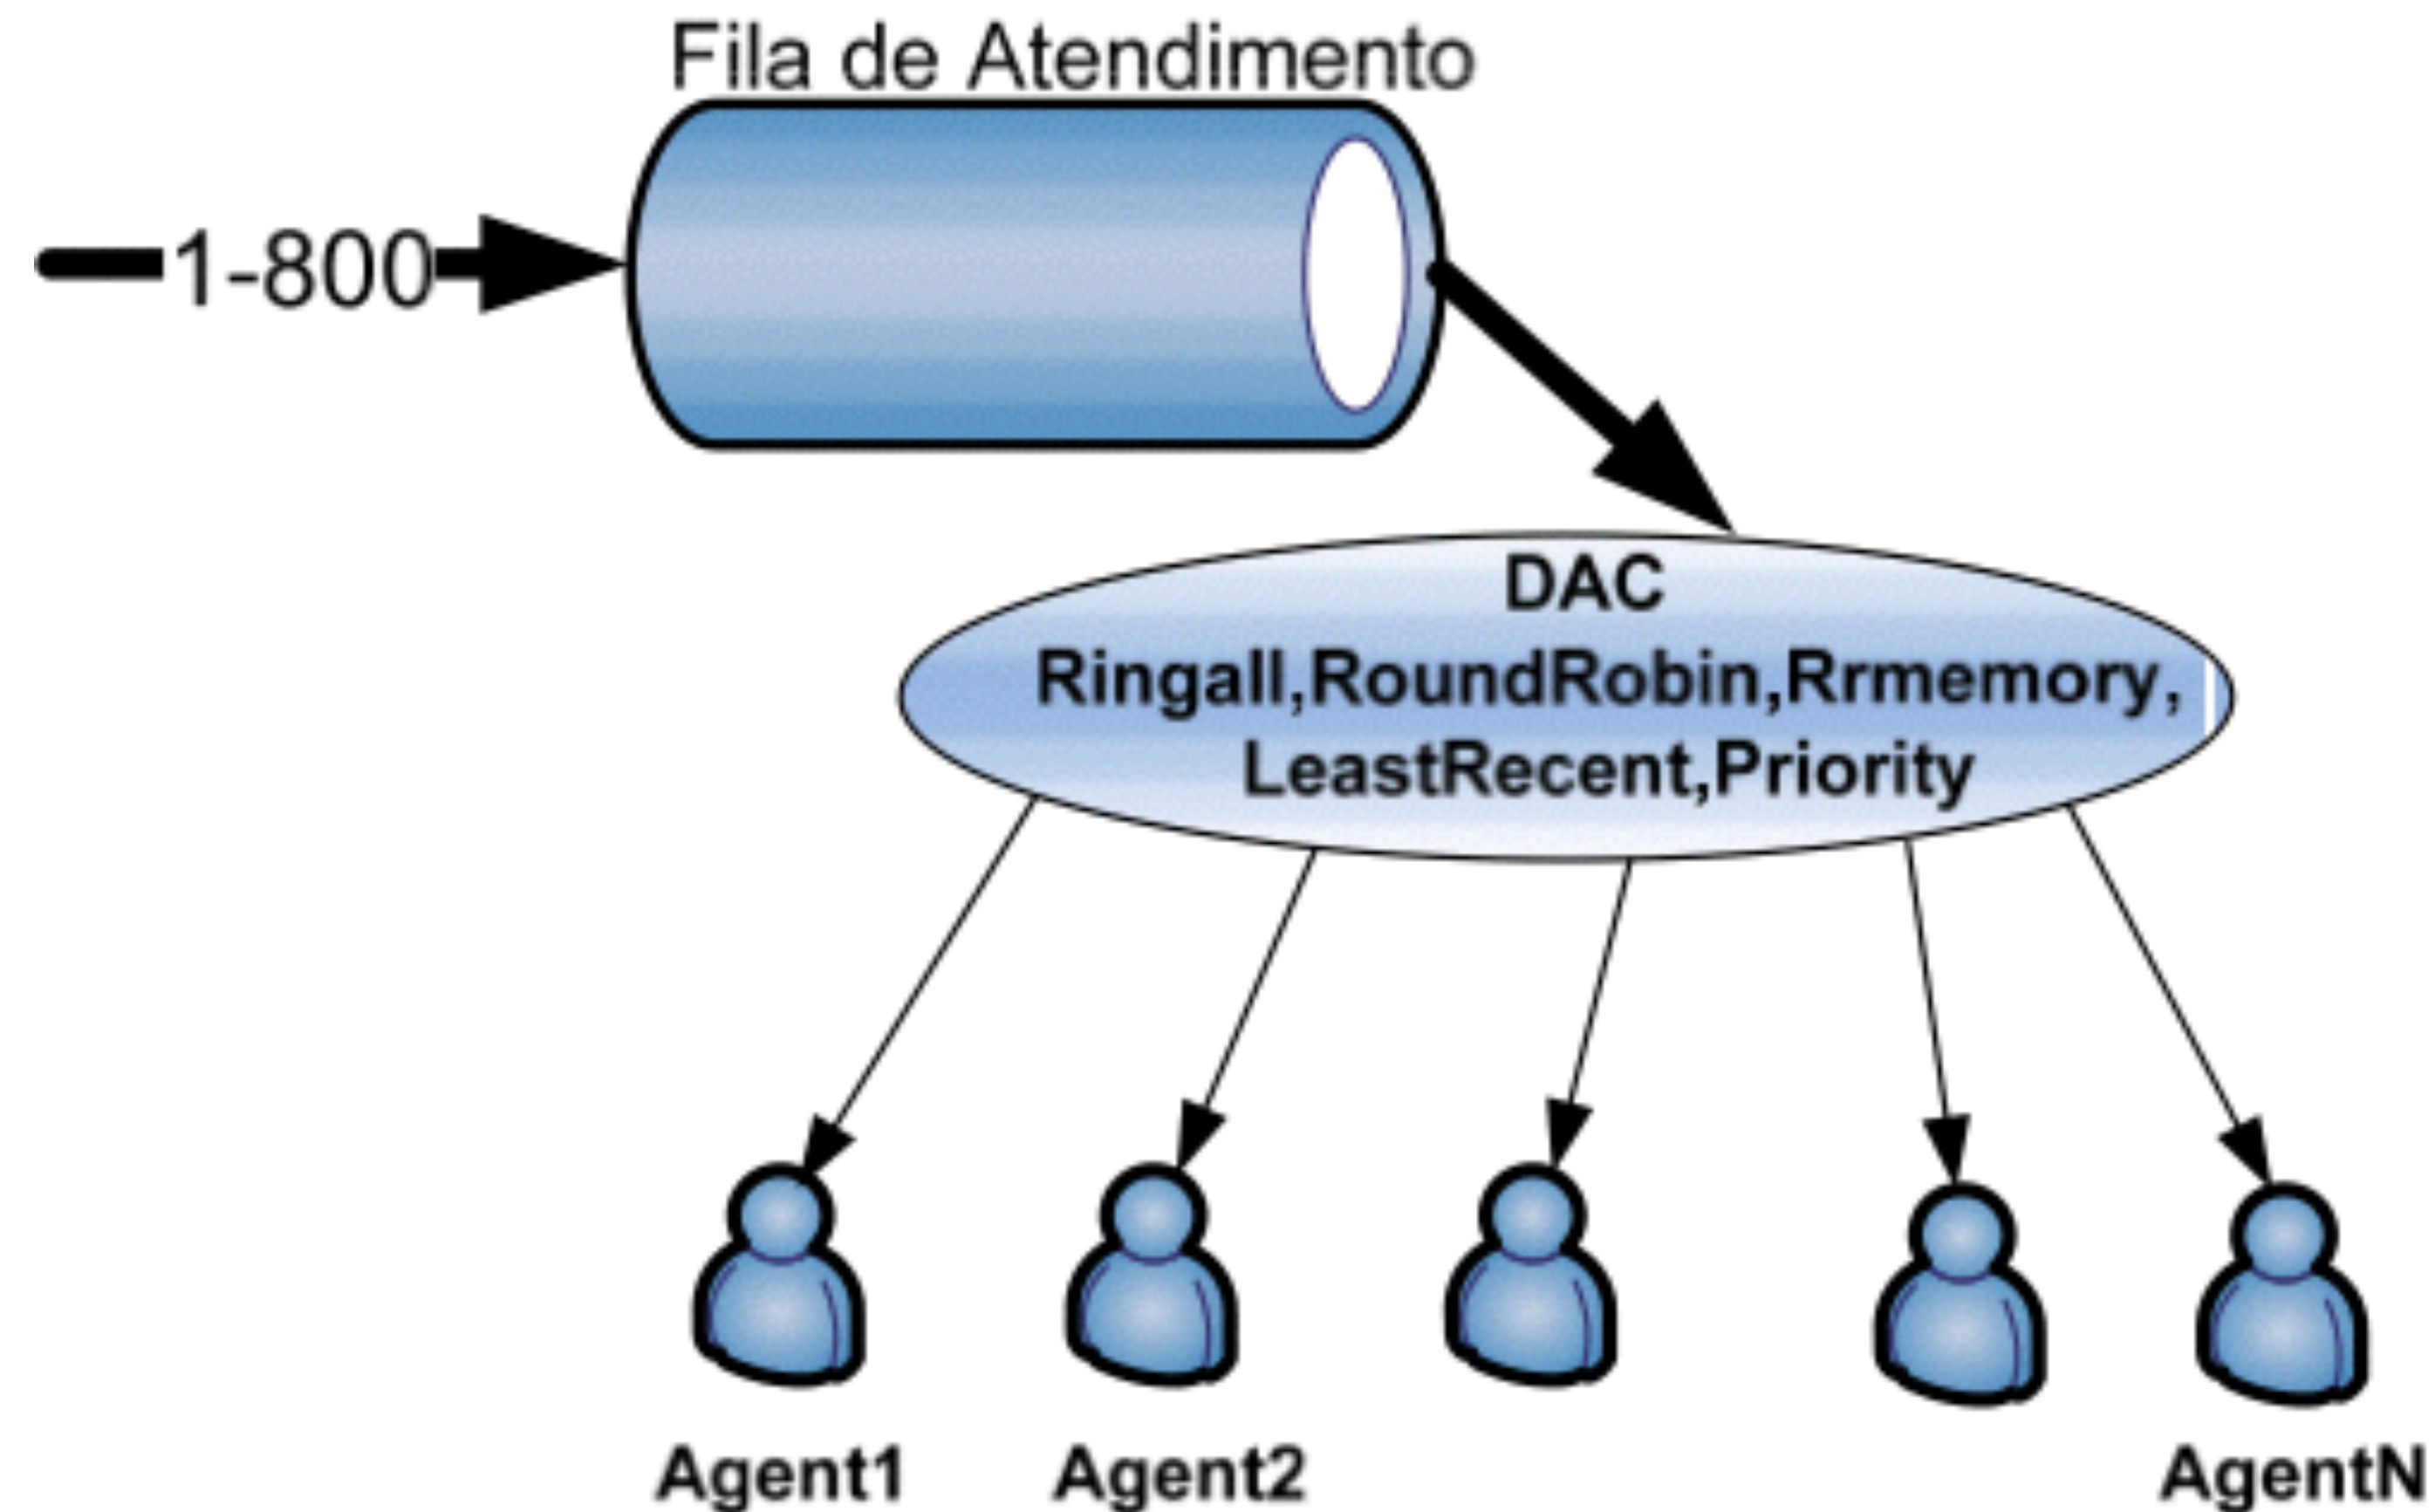 Fila de Atendimento
1-800
DAC
Ringall,RoundRobin,Rrmemory,
LeastRecent,Priority
Agent1
Agent2
AgentN